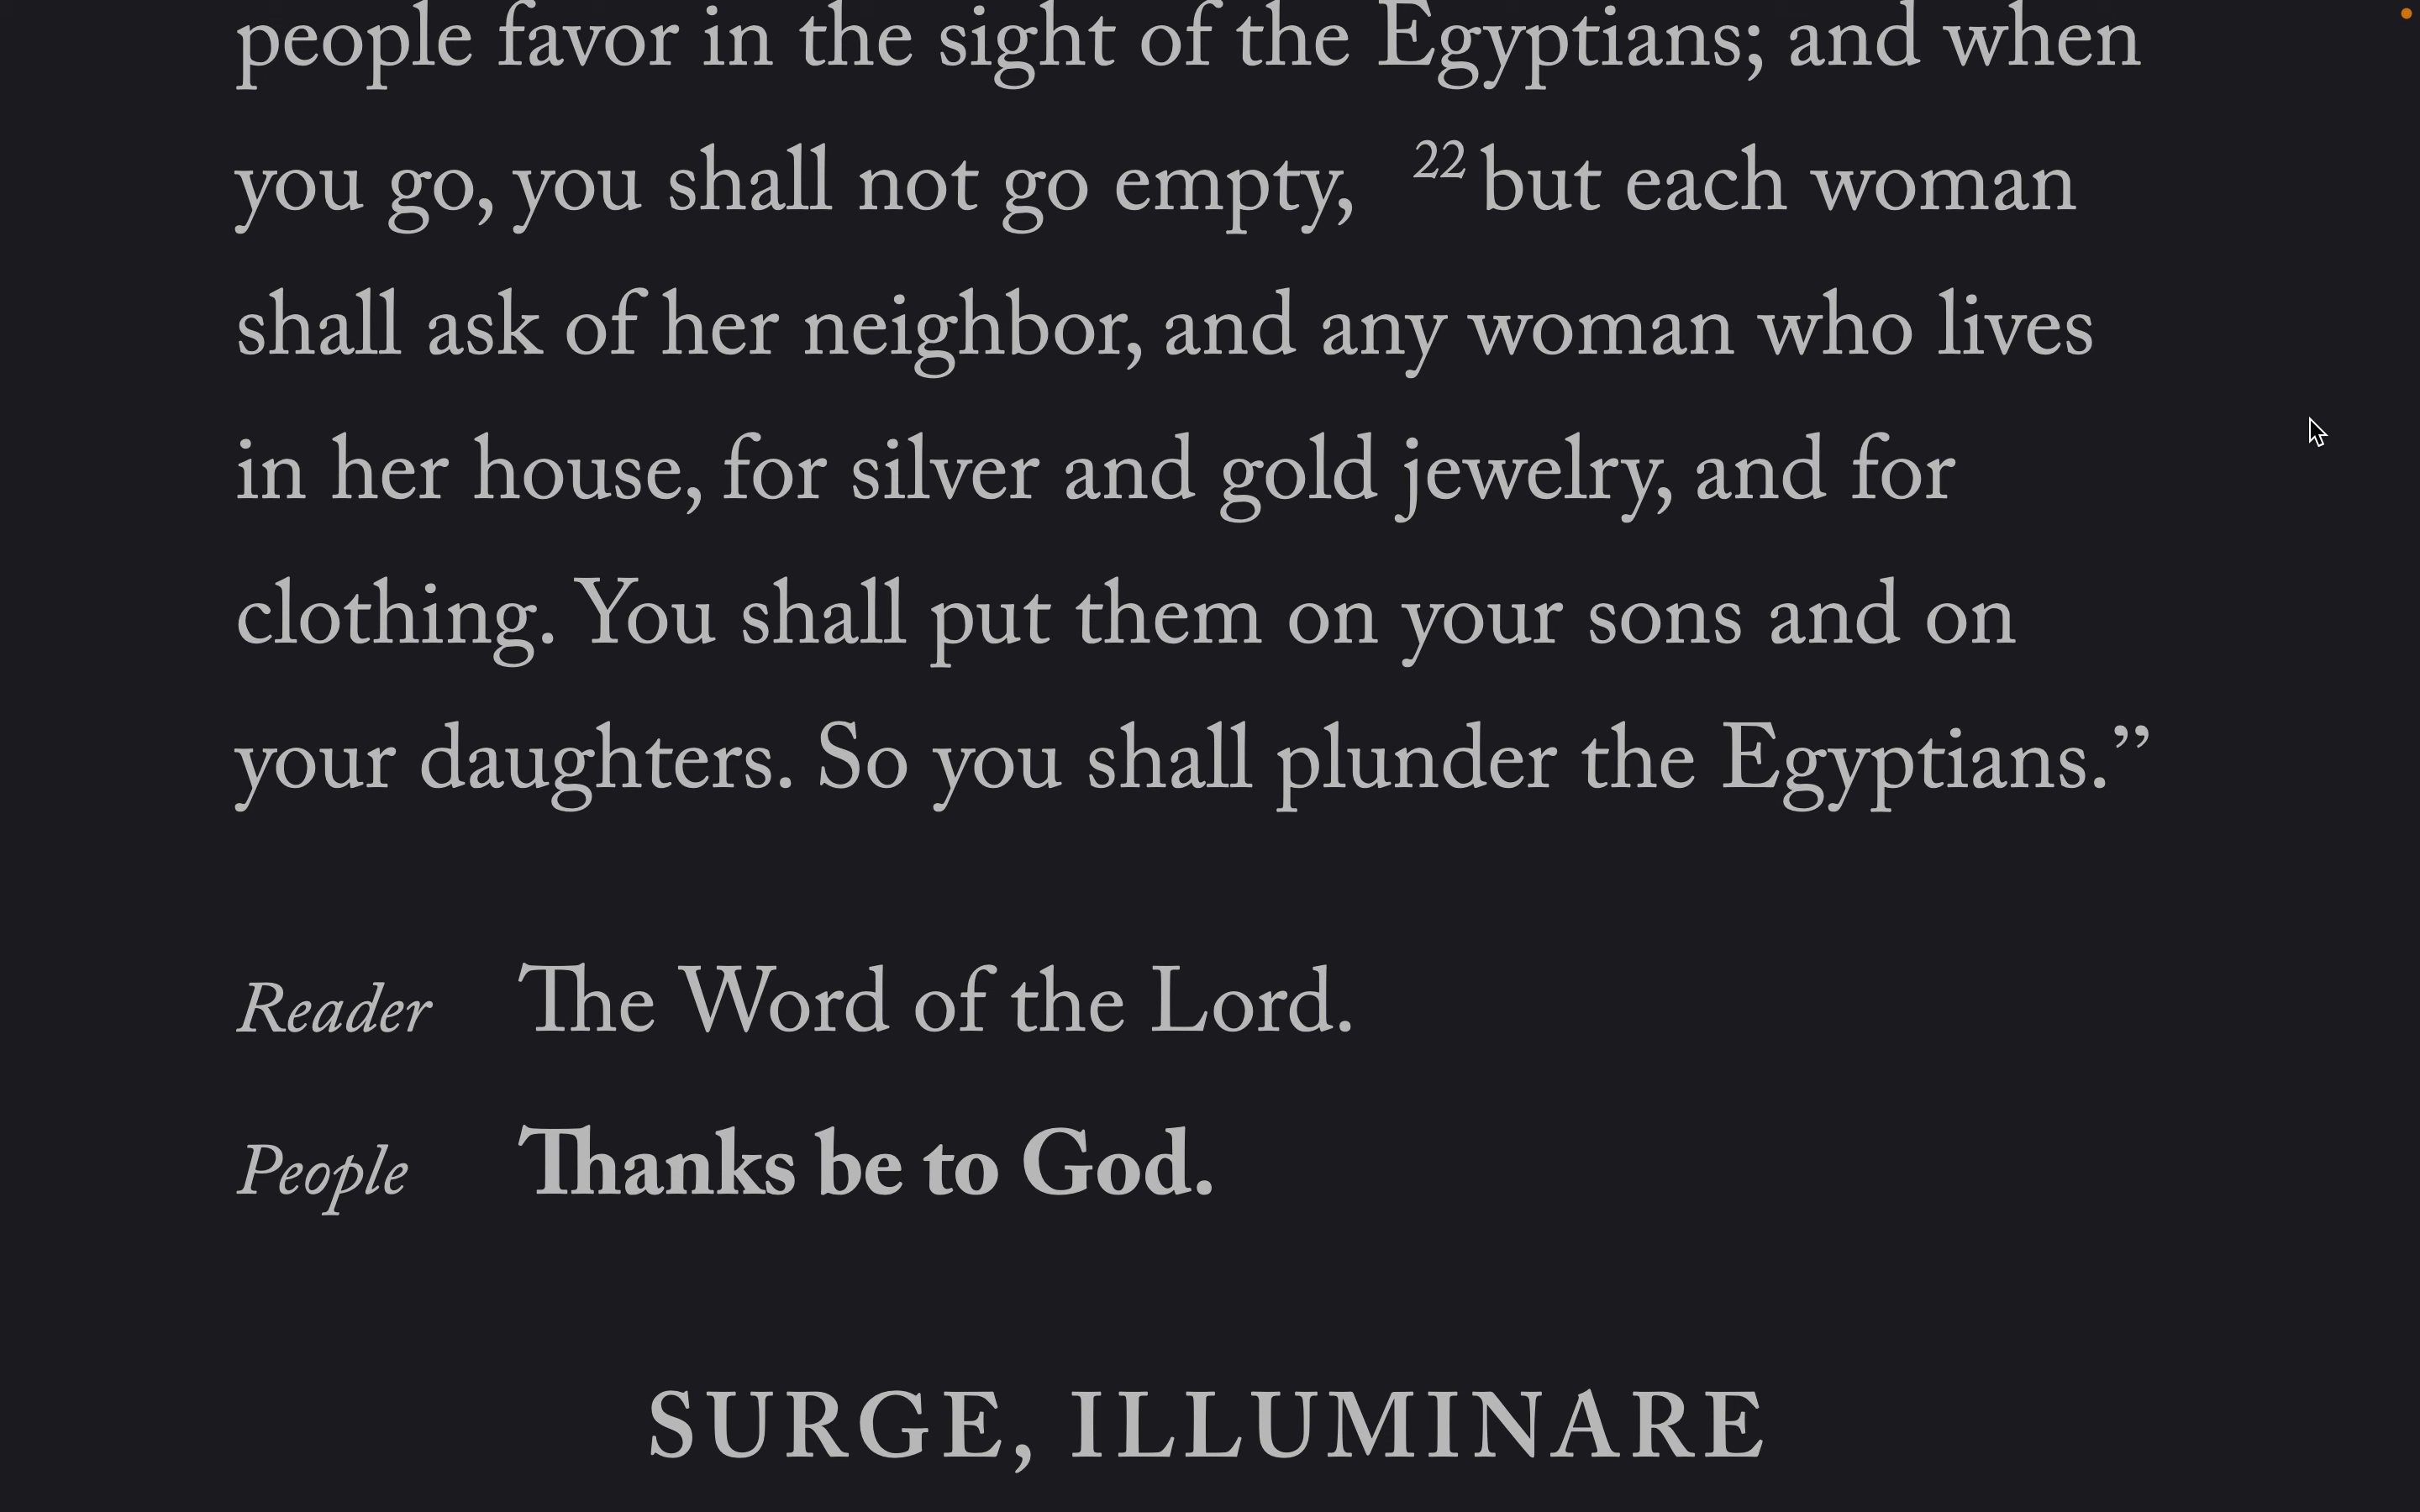 people favor in the sight of the Egyptians; and when
you go, you shall not go empty, 22 but each woman
shall ask of her neighbor, and any woman who lives
in her house, for silver and gold jewelry, and for
clothing. You shall put them on your sons and on
your daughters. So you shall plunder the Egyptians.”
Reader The Word of the Lord.
People Thanks be to God.
SURGE, ILLUMINARE